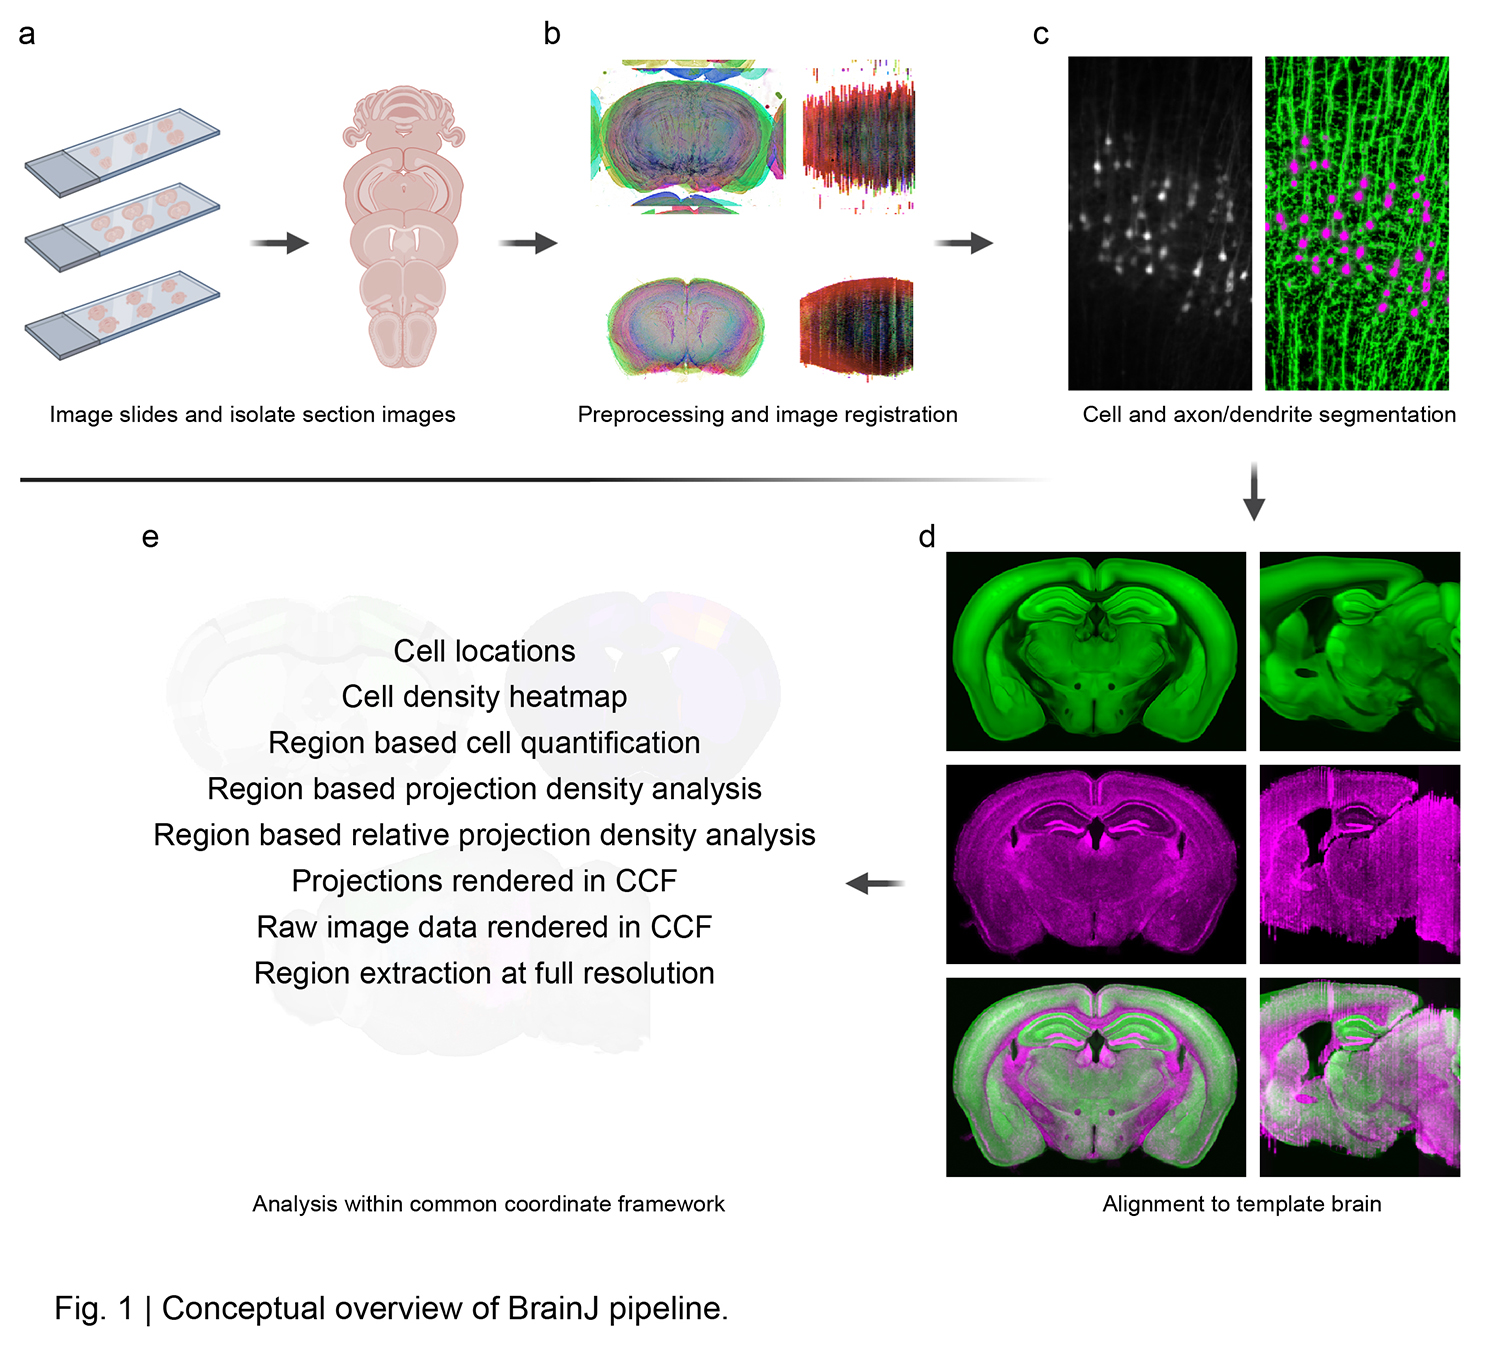 a
b
c
Image slides and isolate section images
Preprocessing and image registration
Cell and axon/dendrite segmentation
e
d
Cell locations
Cell density heatmap
Region based cell quantification
Region based projection density analysis
Region based relative projection density analysis
Projections rendered in CCF
Raw image data rendered in CCF
Region extraction at full resolution
Analysis within common coordinate framework
Alignment to template brain
Fig. 1 | Conceptual overview of BrainJ pipeline.